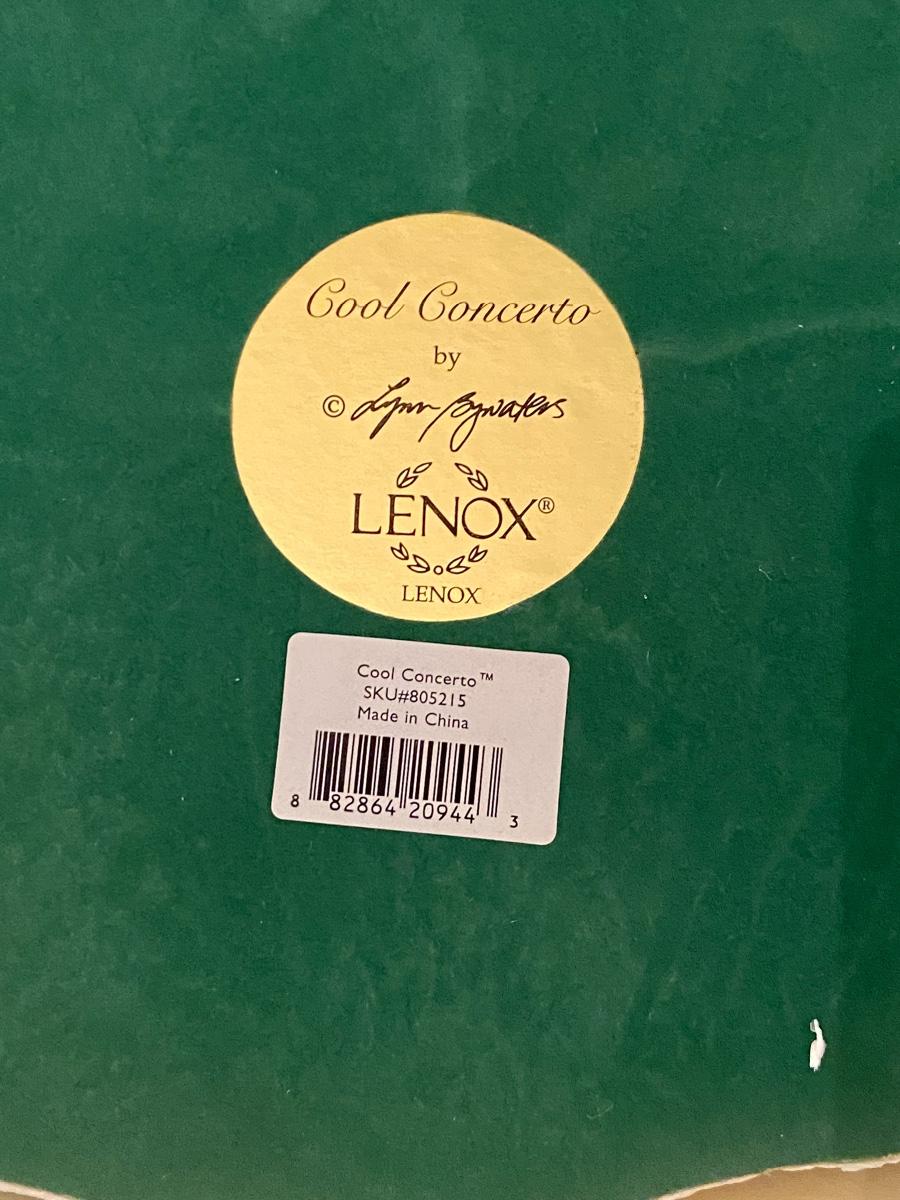 Cool Concerto
by
© Lynn Bywaters
LENOX®
LENOX
Cool Concerto™
SKU#805215
Made in China
8 82864 20944 3